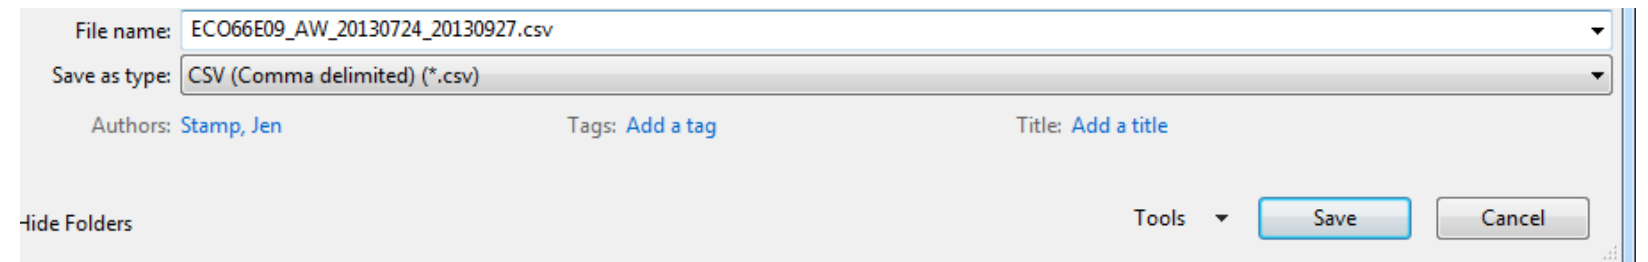 File name: ECO66E09_AW_20130724_20130927.csv
Save as type: CSV (Comma delimited) (*.csv)
Authors: Stamp, Jen Tags: Add a tag Title: Add a title
Hide Folders Tools Save Cancel